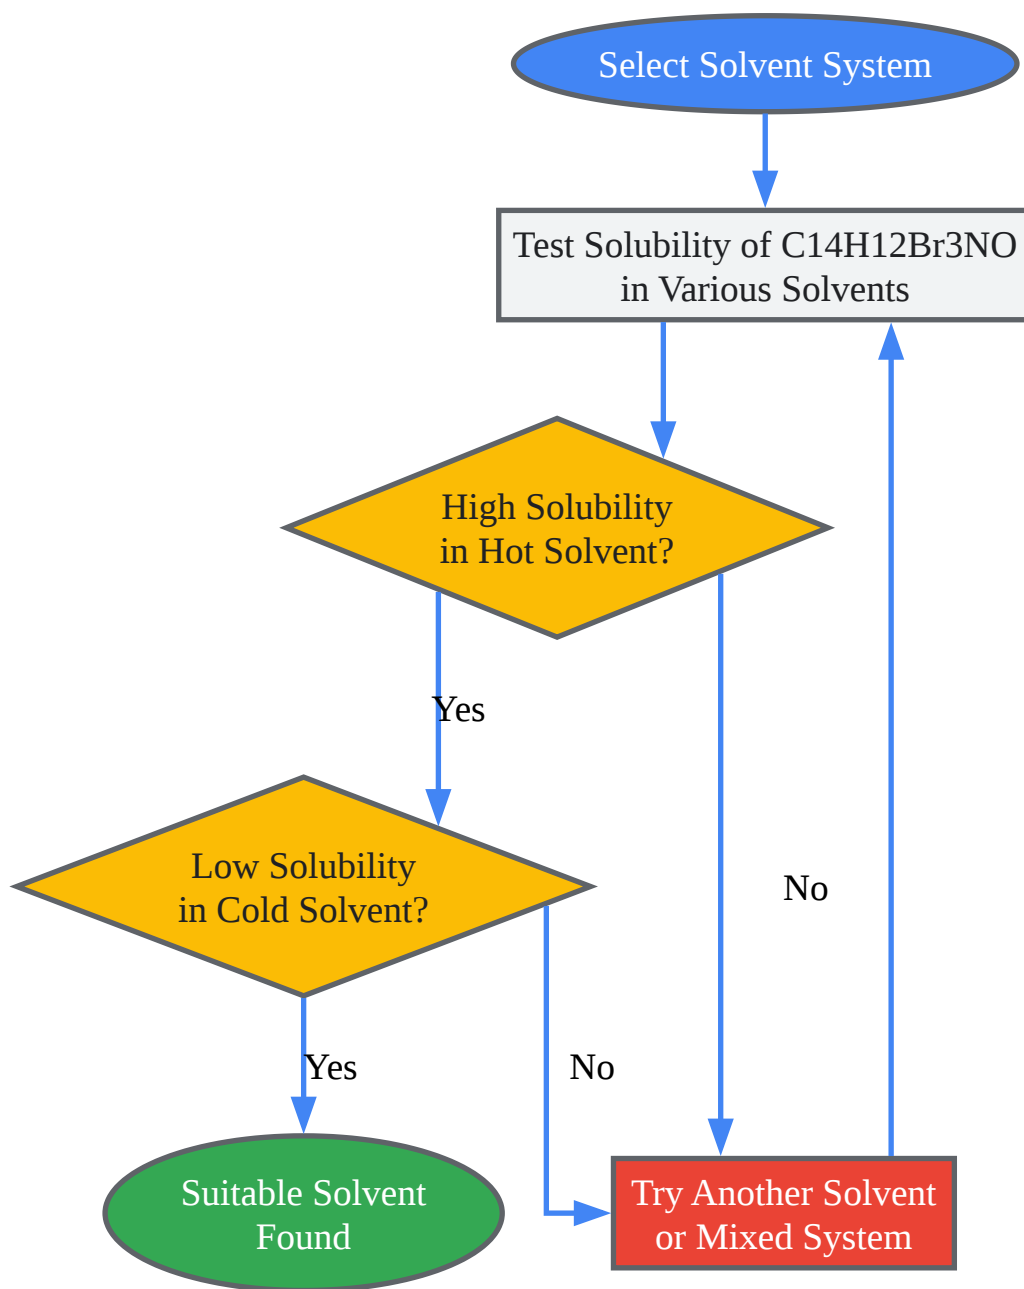 Select Solvent System
Test Solubility of C14H12Br3NO
in Various Solvents
High Solubility
in Hot Solvent?
Yes
Low Solubility
in Cold Solvent?
No
Yes
No
Suitable Solvent
Found
Try Another Solvent
or Mixed System